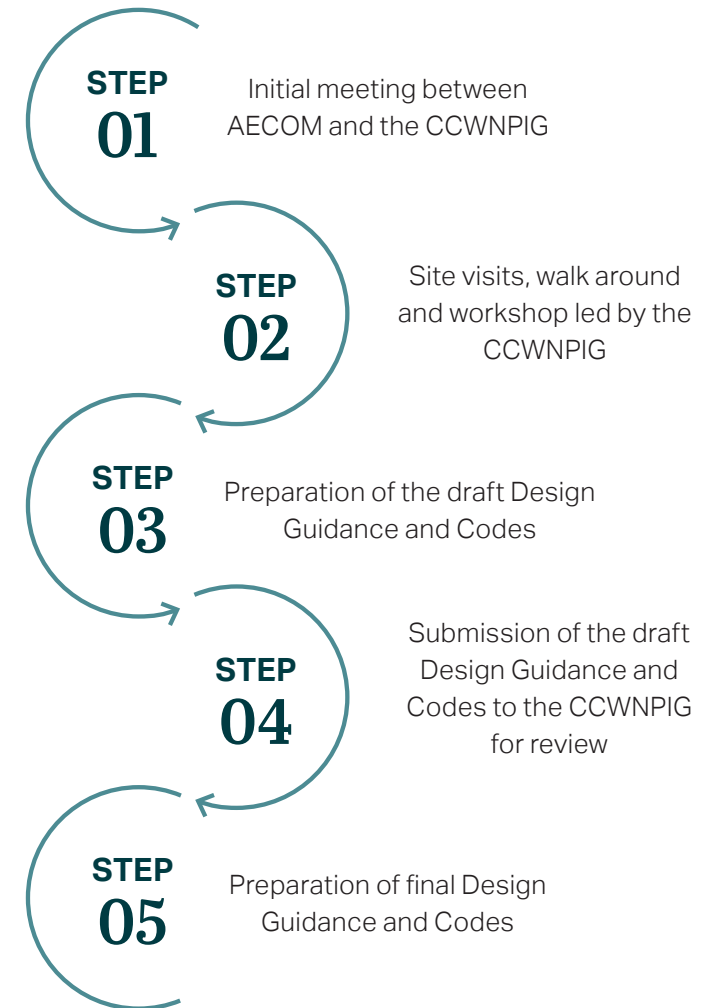 STEP
01
Initial meeting between
AECOM and the CCWNPIG
STEP
02
Site visits, walk around
and workshop led by the
CCWNPIG
STEP
03
Preparation of the draft Design
Guidance and Codes
STEP
04
Submission of the draft
Design Guidance and
Codes to the CCWNPIG
for review
STEP
05
Preparation of final Design
Guidance and Codes